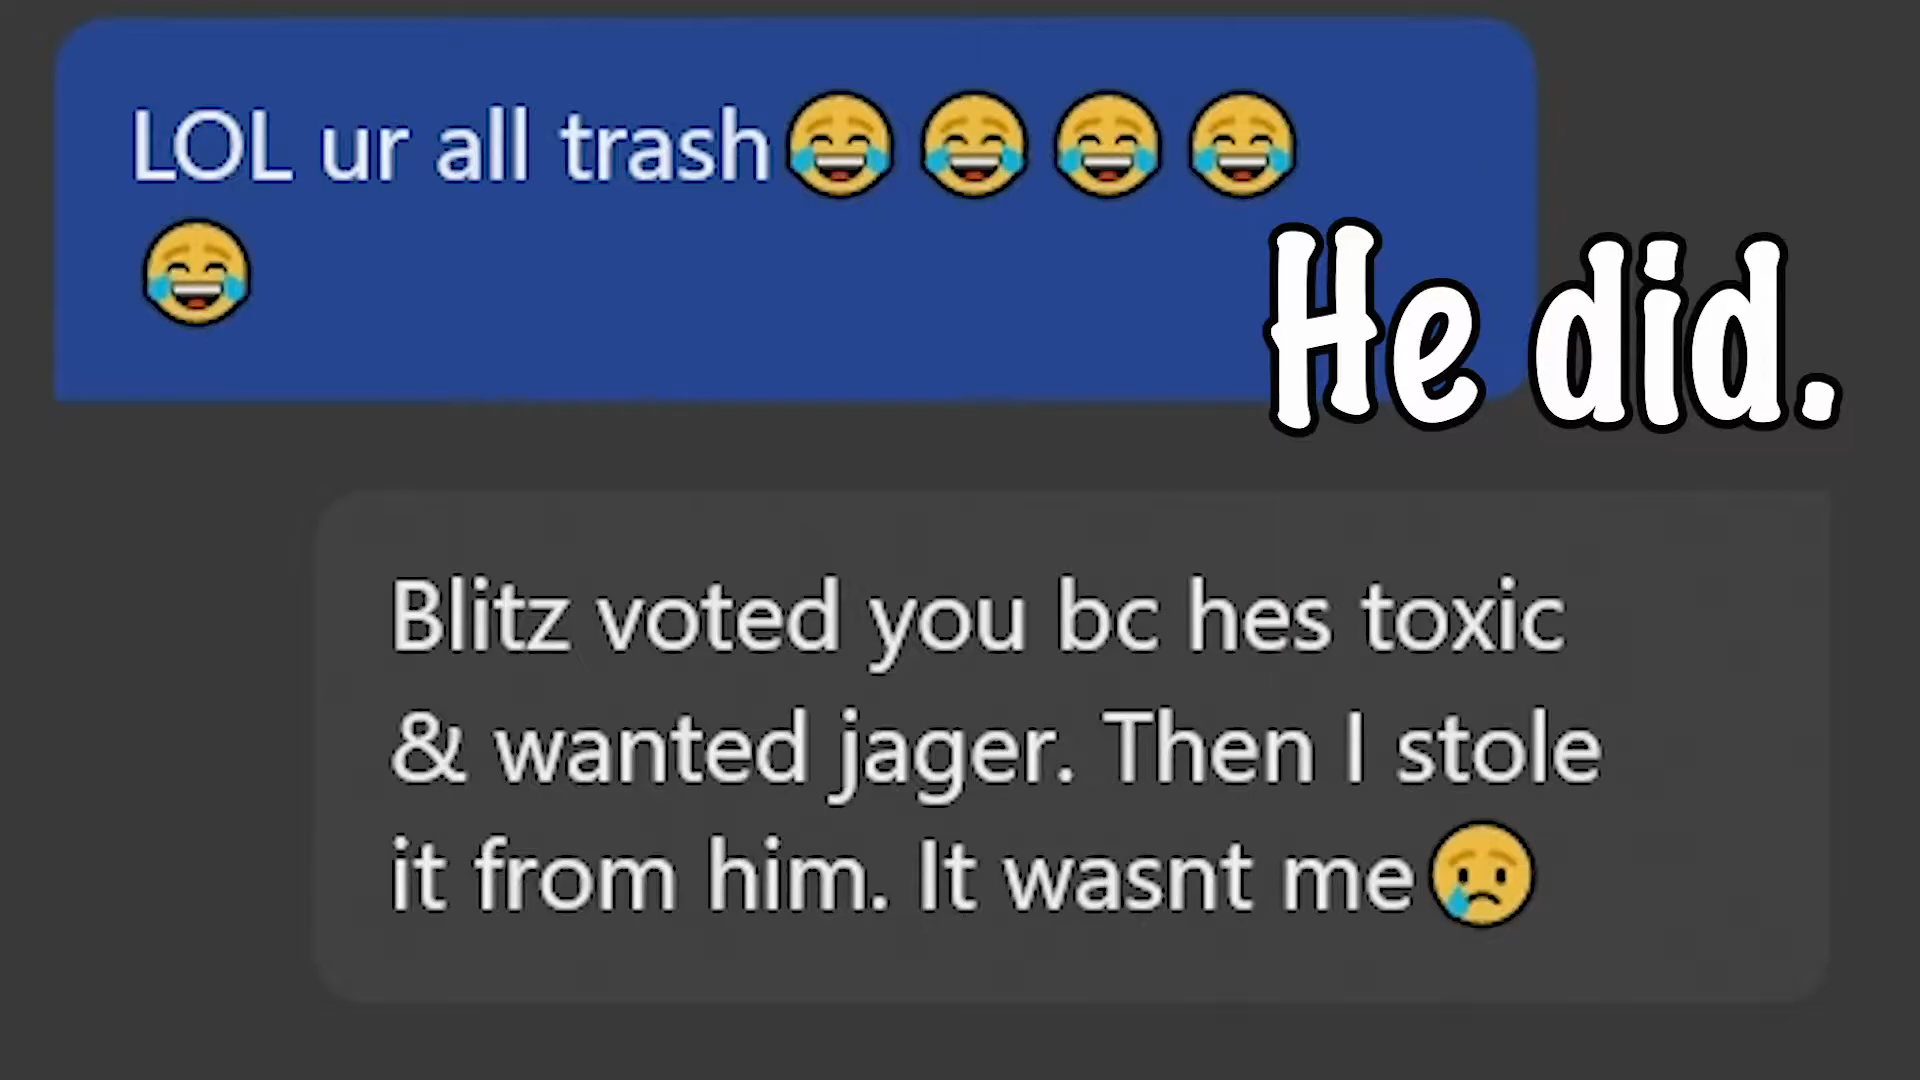 LOL ur all trash😂😂😂😂
😂
He did.
Blitz voted you bc hes toxic
& wanted jager. Then I stole
it from him. It wasnt me😢